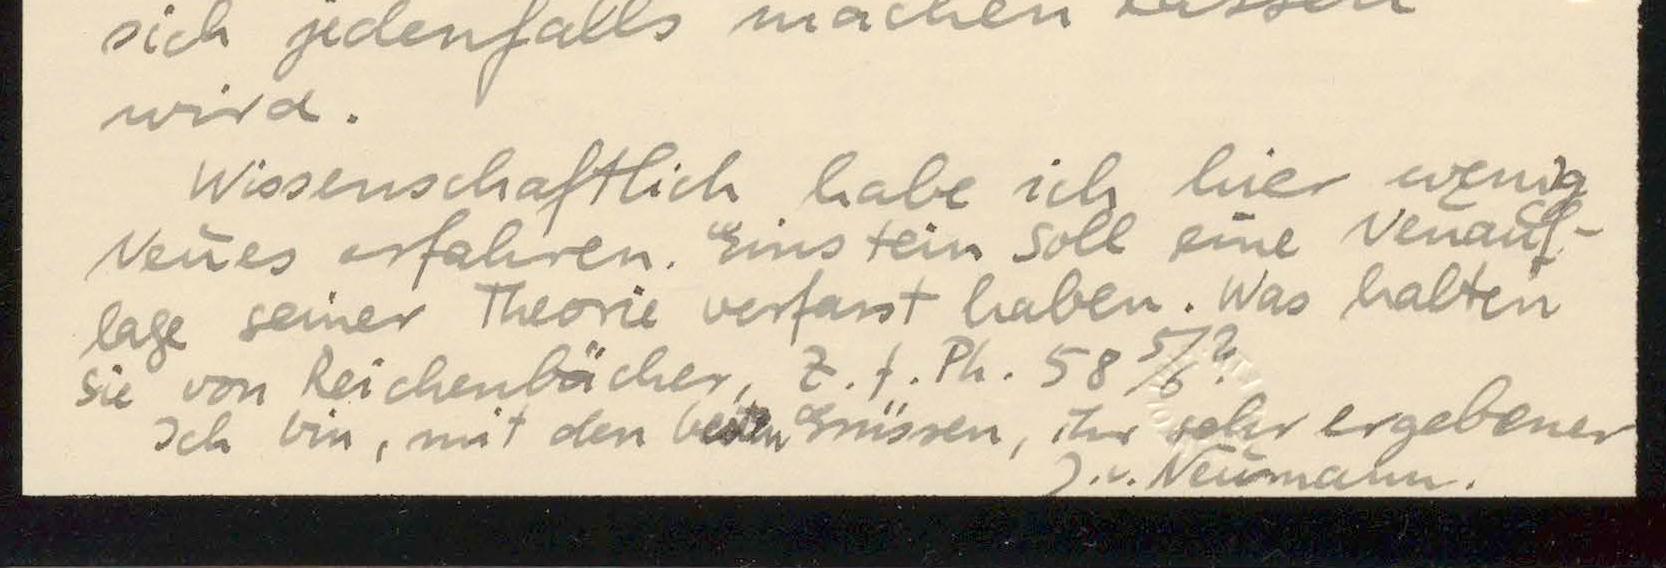 sich jedenfalls machen lassen
wird.
Wissenschaftlich habe ich hier wenig
Neues erfahren. Einstein soll eine Neuauf-
lage seiner Theorie verfasst haben. Was halten
Sie von Reichenbächer, Z. f. Ph. 58 5/6?
Ich bin, mit den besten Grüssen, Ihr sehr ergebener
J. v. Neumann.